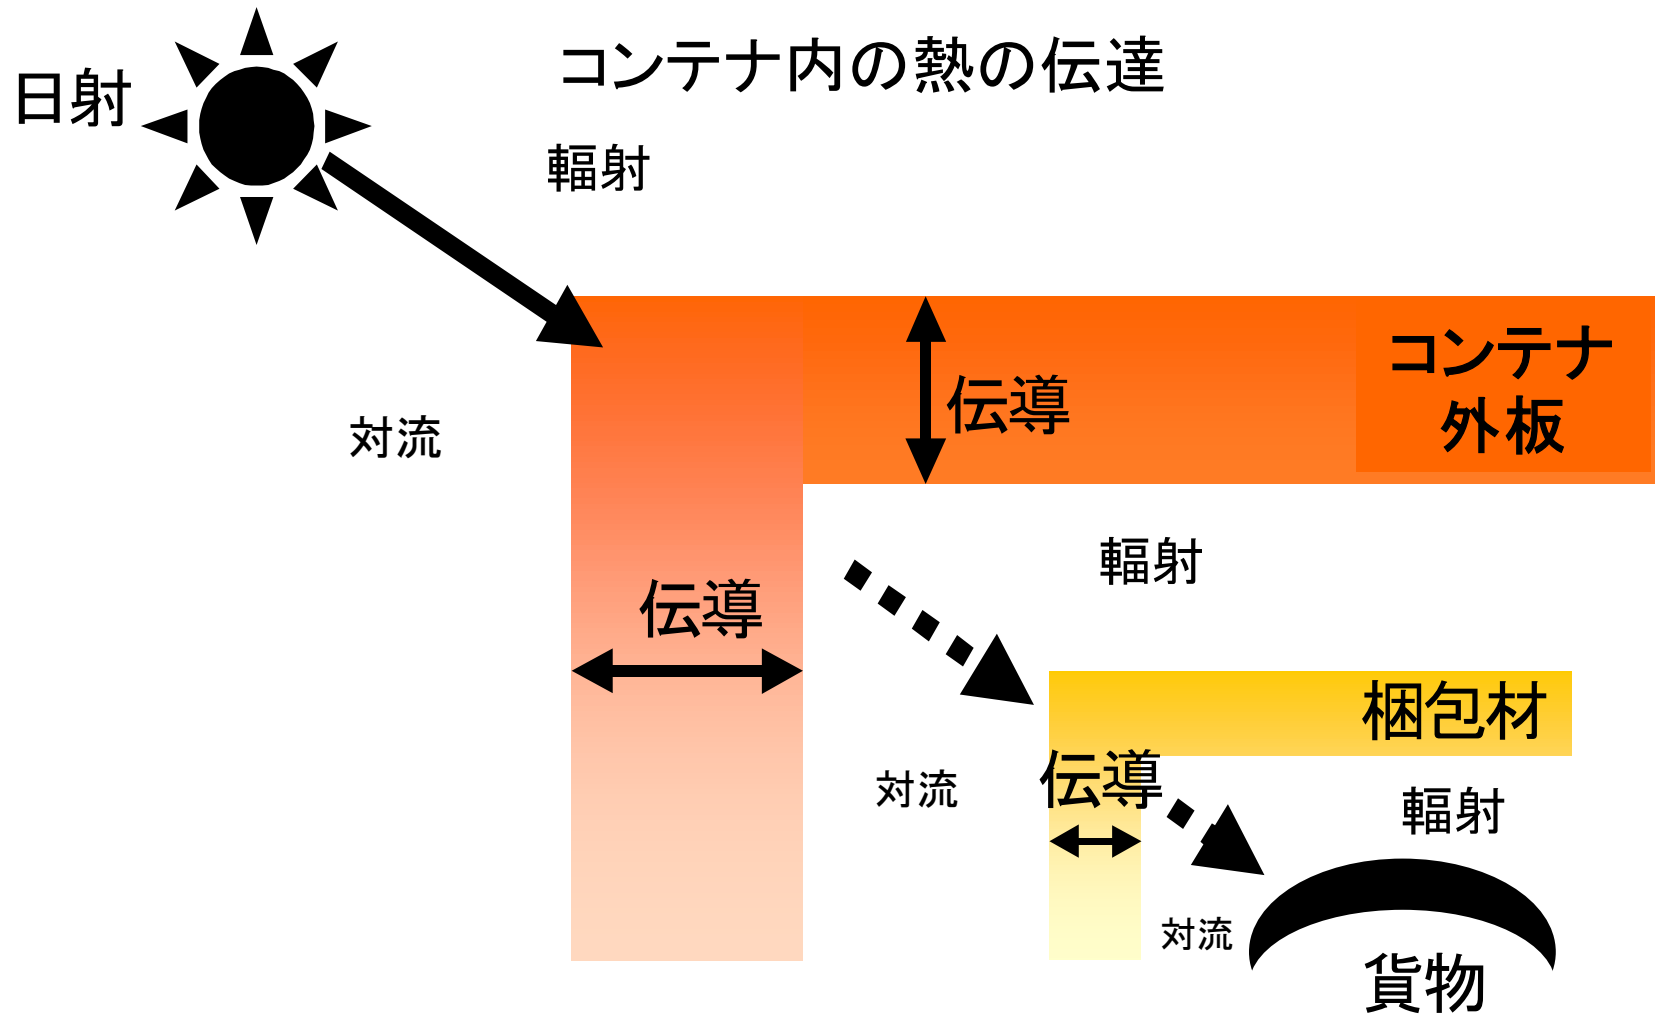 コンテナ内の熱の伝達
日射
輻射
コンテナ
外板
伝導
対流
輻射
伝導
梱包材
伝導
対流
輻射
対流
貨物